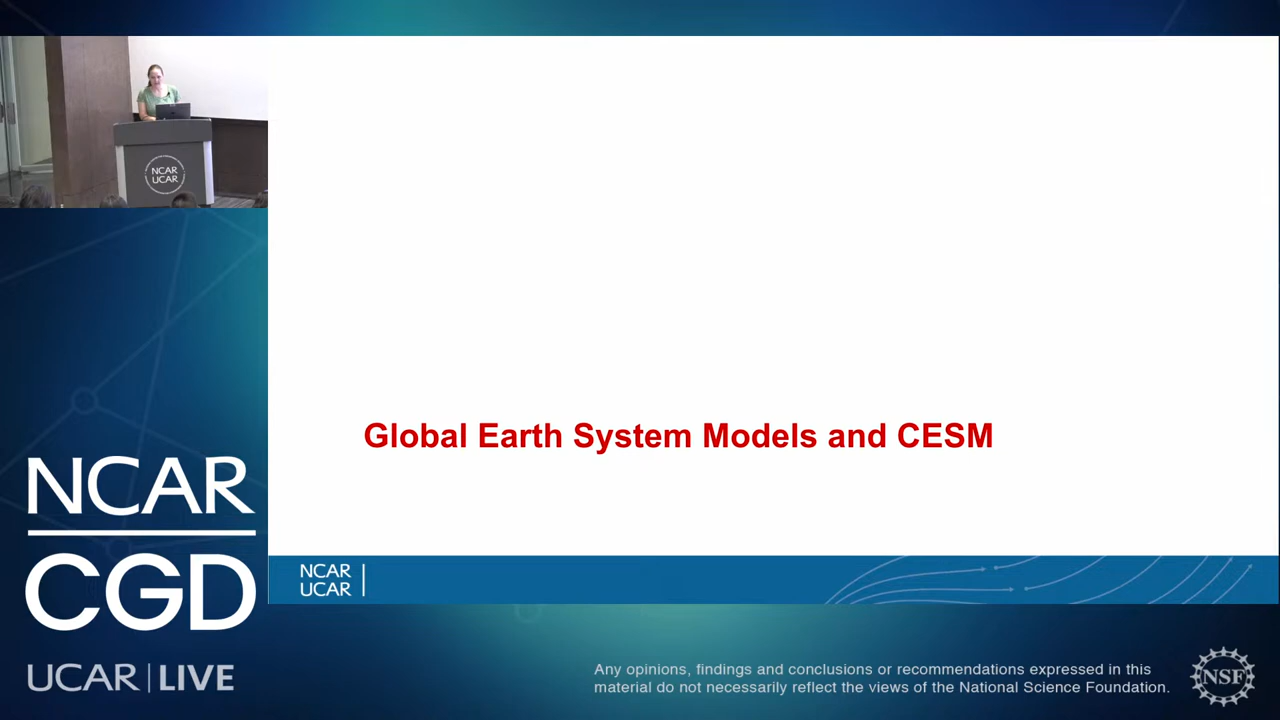 NCAR
UCAR
Global Earth System Models and CESM
NCAR
UCAR
NCAR
CGD
UCAR | LIVE
Any opinions, findings and conclusions or recommendations expressed in this
material do not necessarily reflect the views of the National Science Foundation.
NSF